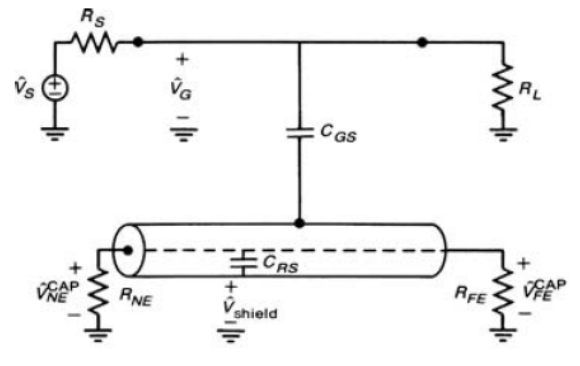 R_S
+
V̂_S
+
−
V̂_G
−
R_L
C_GS
+
V̂_NE^CAP
−
R_NE
C_RS
+
V̂_shield
−
R_FE
+
V̂_FE^CAP
−